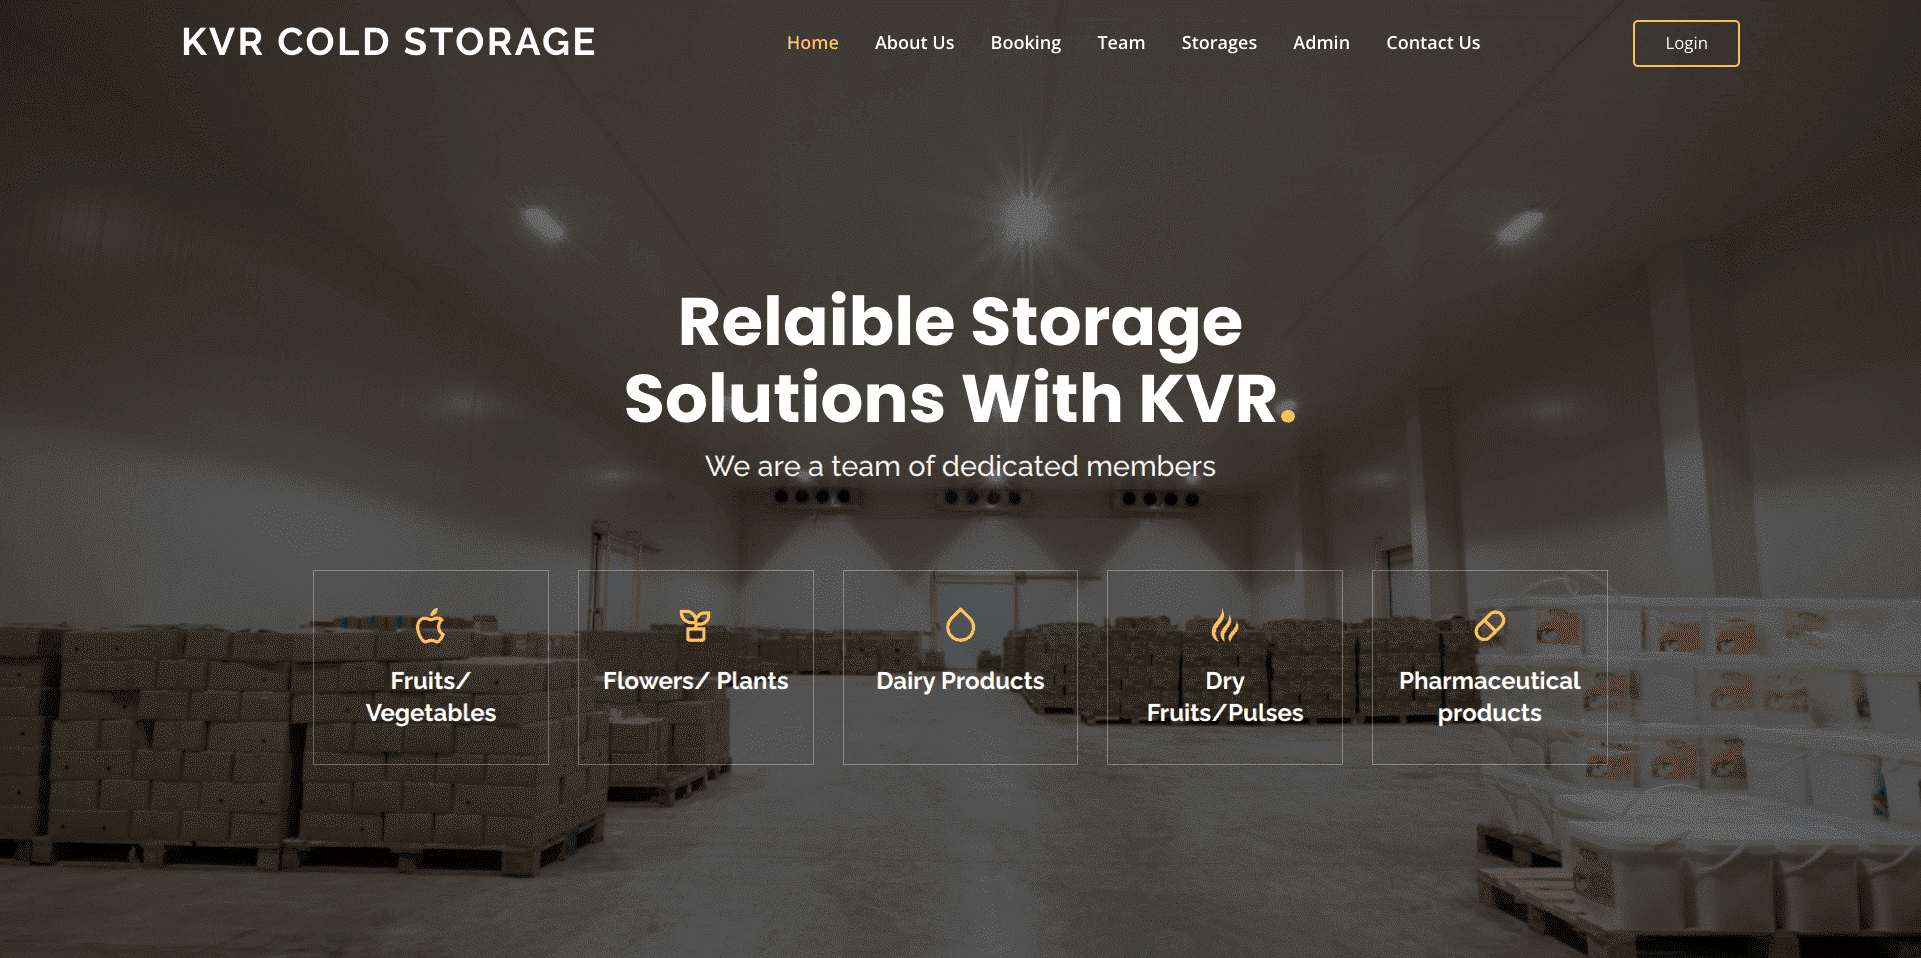 KVR COLD STORAGE
Home About Us Booking Team Storages Admin Contact Us Login
Relaible Storage
Solutions With KVR.
We are a team of dedicated members
Fruits/
Vegetables
Flowers/ Plants
Dairy Products
Dry
Fruits/Pulses
Pharmaceutical
products